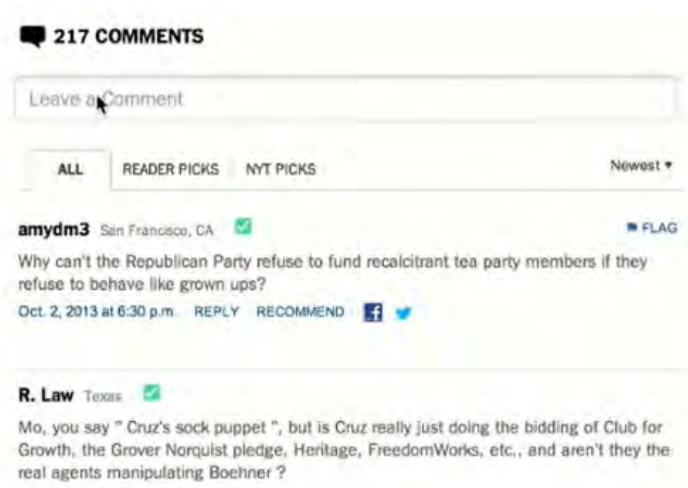 217 COMMENTS
Leave a Comment
ALL READER PICKS NYT PICKS Newest
amydm3 San Francisco, CA FLAG
Why can't the Republican Party refuse to fund recalcitrant tea party members if they
refuse to behave like grown ups?
Oct. 2, 2013 at 6:30 p.m. REPLY RECOMMEND f
R. Law Texas
Mo, you say " Cruz's sock puppet ", but is Cruz really just doing the bidding of Club for
Growth, the Grover Norquist pledge, Heritage, FreedomWorks, etc., and aren't they the
real agents manipulating Boehner ?